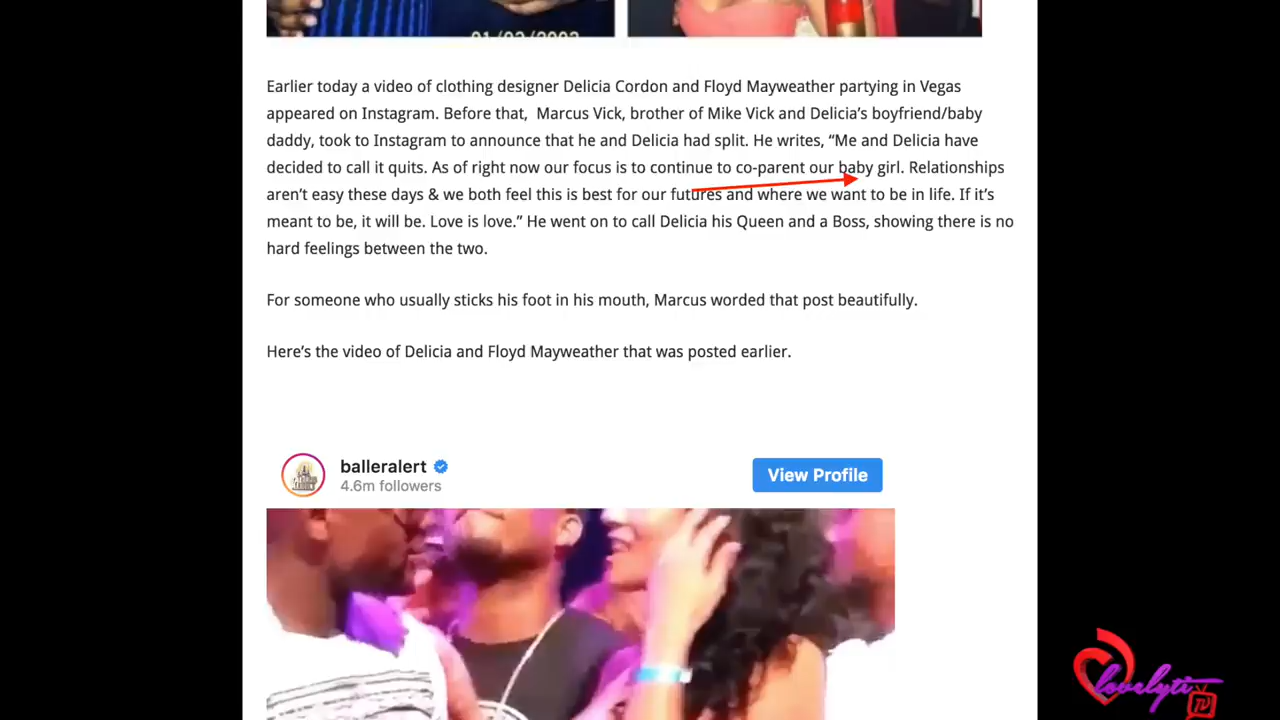 01/02/2002
Earlier today a video of clothing designer Delicia Cordon and Floyd Mayweather partying in Vegas
appeared on Instagram. Before that,  Marcus Vick, brother of Mike Vick and Delicia’s boyfriend/baby
daddy, took to Instagram to announce that he and Delicia had split. He writes, “Me and Delicia have
decided to call it quits. As of right now our focus is to continue to co-parent our baby girl. Relationships
aren’t easy these days & we both feel this is best for our futures and where we want to be in life. If it’s
meant to be, it will be. Love is love.” He went on to call Delicia his Queen and a Boss, showing there is no
hard feelings between the two.
For someone who usually sticks his foot in his mouth, Marcus worded that post beautifully.
Here’s the video of Delicia and Floyd Mayweather that was posted earlier.
balleralert
4.6m followers
View Profile
lovelyti
TV